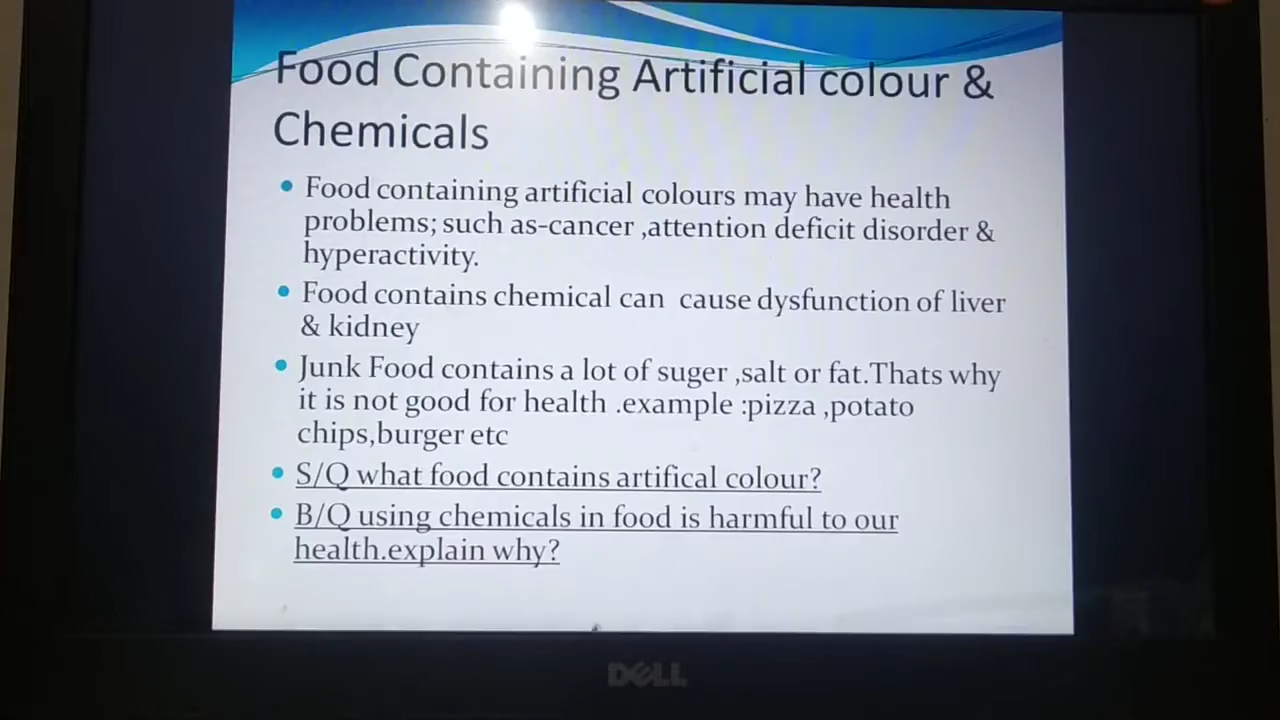 Food Containing Artificial colour &
Chemicals
Food containing artificial colours may have health
problems; such as-cancer ,attention deficit disorder &
hyperactivity.
Food contains chemical can cause dysfunction of liver
& kidney
Junk Food contains a lot of suger ,salt or fat.Thats why
it is not good for health .example :pizza ,potato
chips,burger etc
S/Q what food contains artifical colour?
B/Q using chemicals in food is harmful to our
health.explain why?
DELL